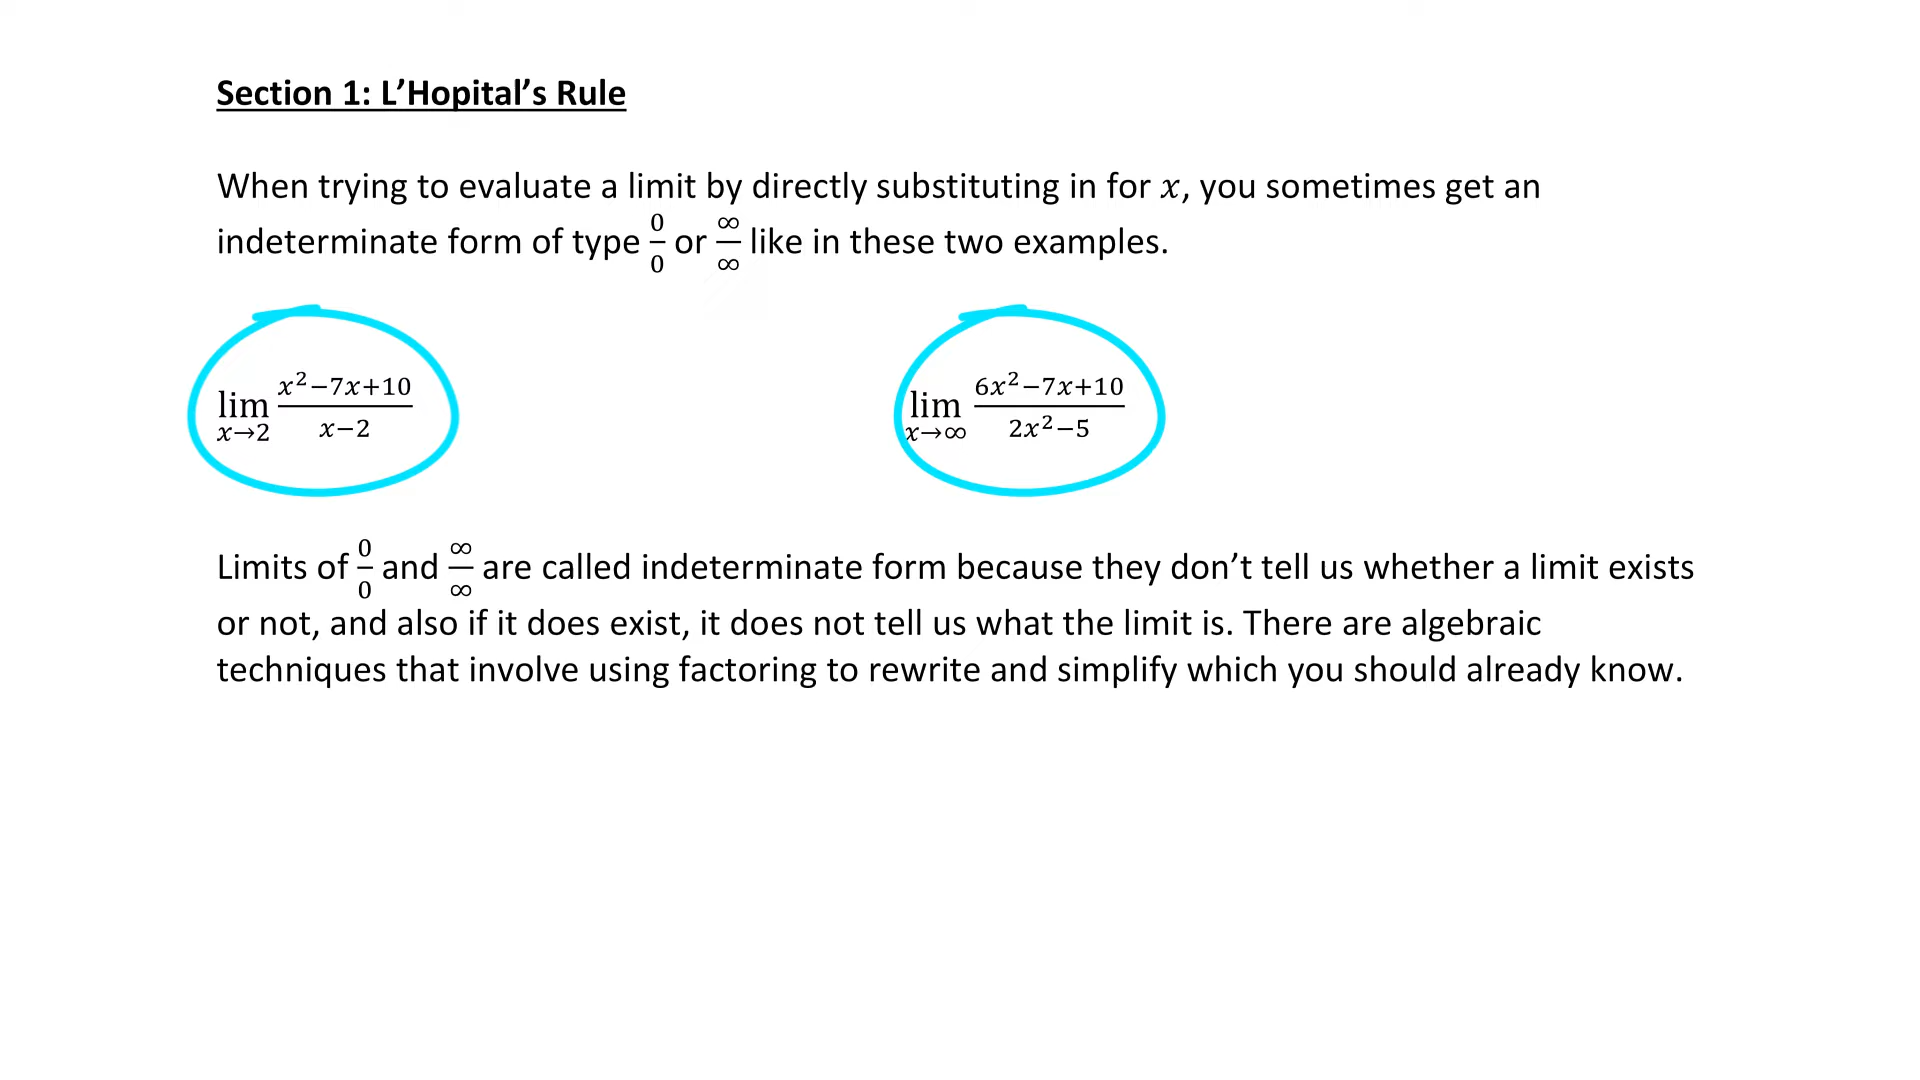 Section 1: L’Hopital’s Rule
When trying to evaluate a limit by directly substituting in for x, you sometimes get an
indeterminate form of type 0/0 or ∞/∞ like in these two examples.
lim x→2 (x²−7x+10)/(x−2)
lim x→∞ (6x²−7x+10)/(2x²−5)
Limits of 0/0 and ∞/∞ are called indeterminate form because they don’t tell us whether a limit exists
or not, and also if it does exist, it does not tell us what the limit is. There are algebraic
techniques that involve using factoring to rewrite and simplify which you should already know.